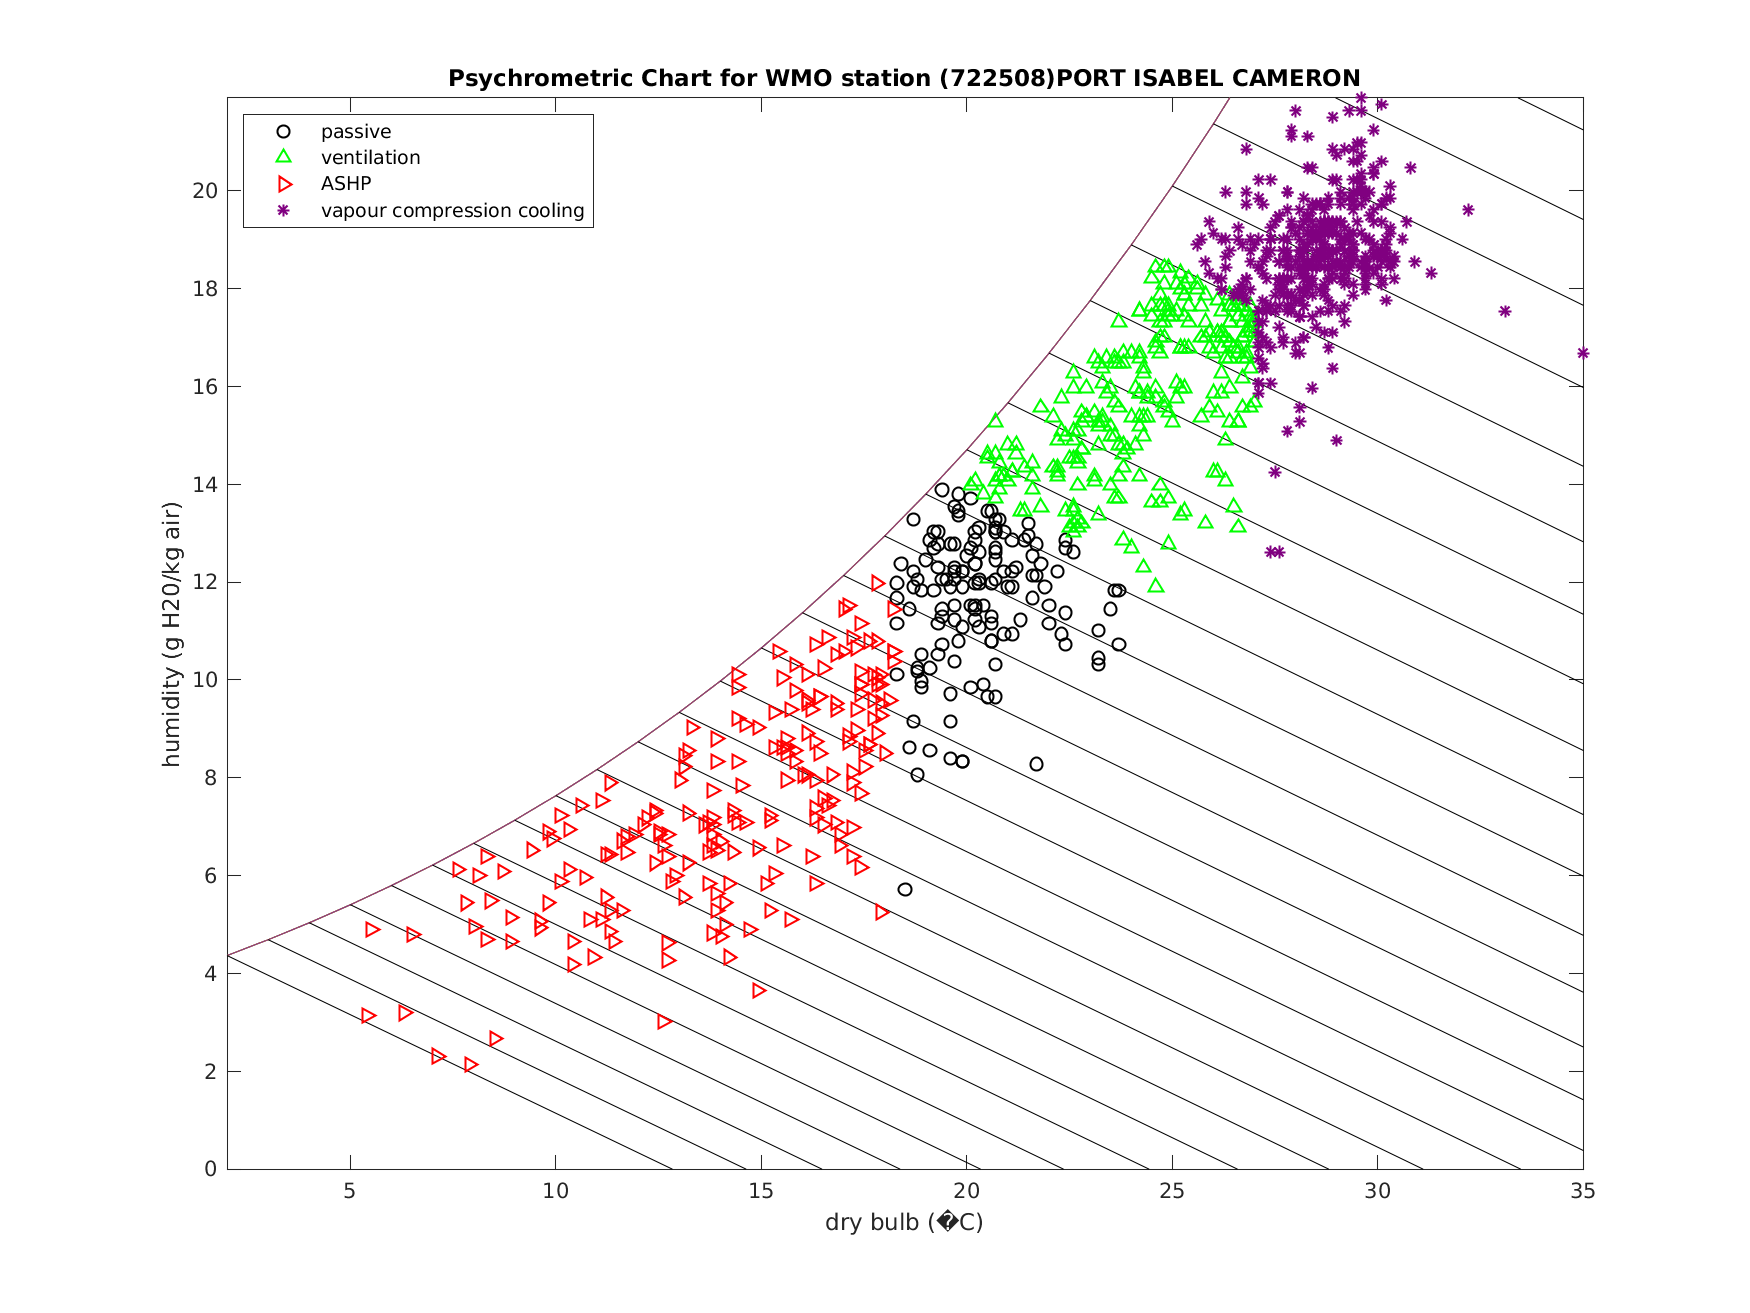 Psychrometric Chart for WMO station (722508)PORT ISABEL CAMERON
passive
ventilation
ASHP
vapour compression cooling
humidity (g H20/kg air)
20
18
16
14
12
10
8
6
4
2
0
5 10 15 20 25 30 35
dry bulb (�C)